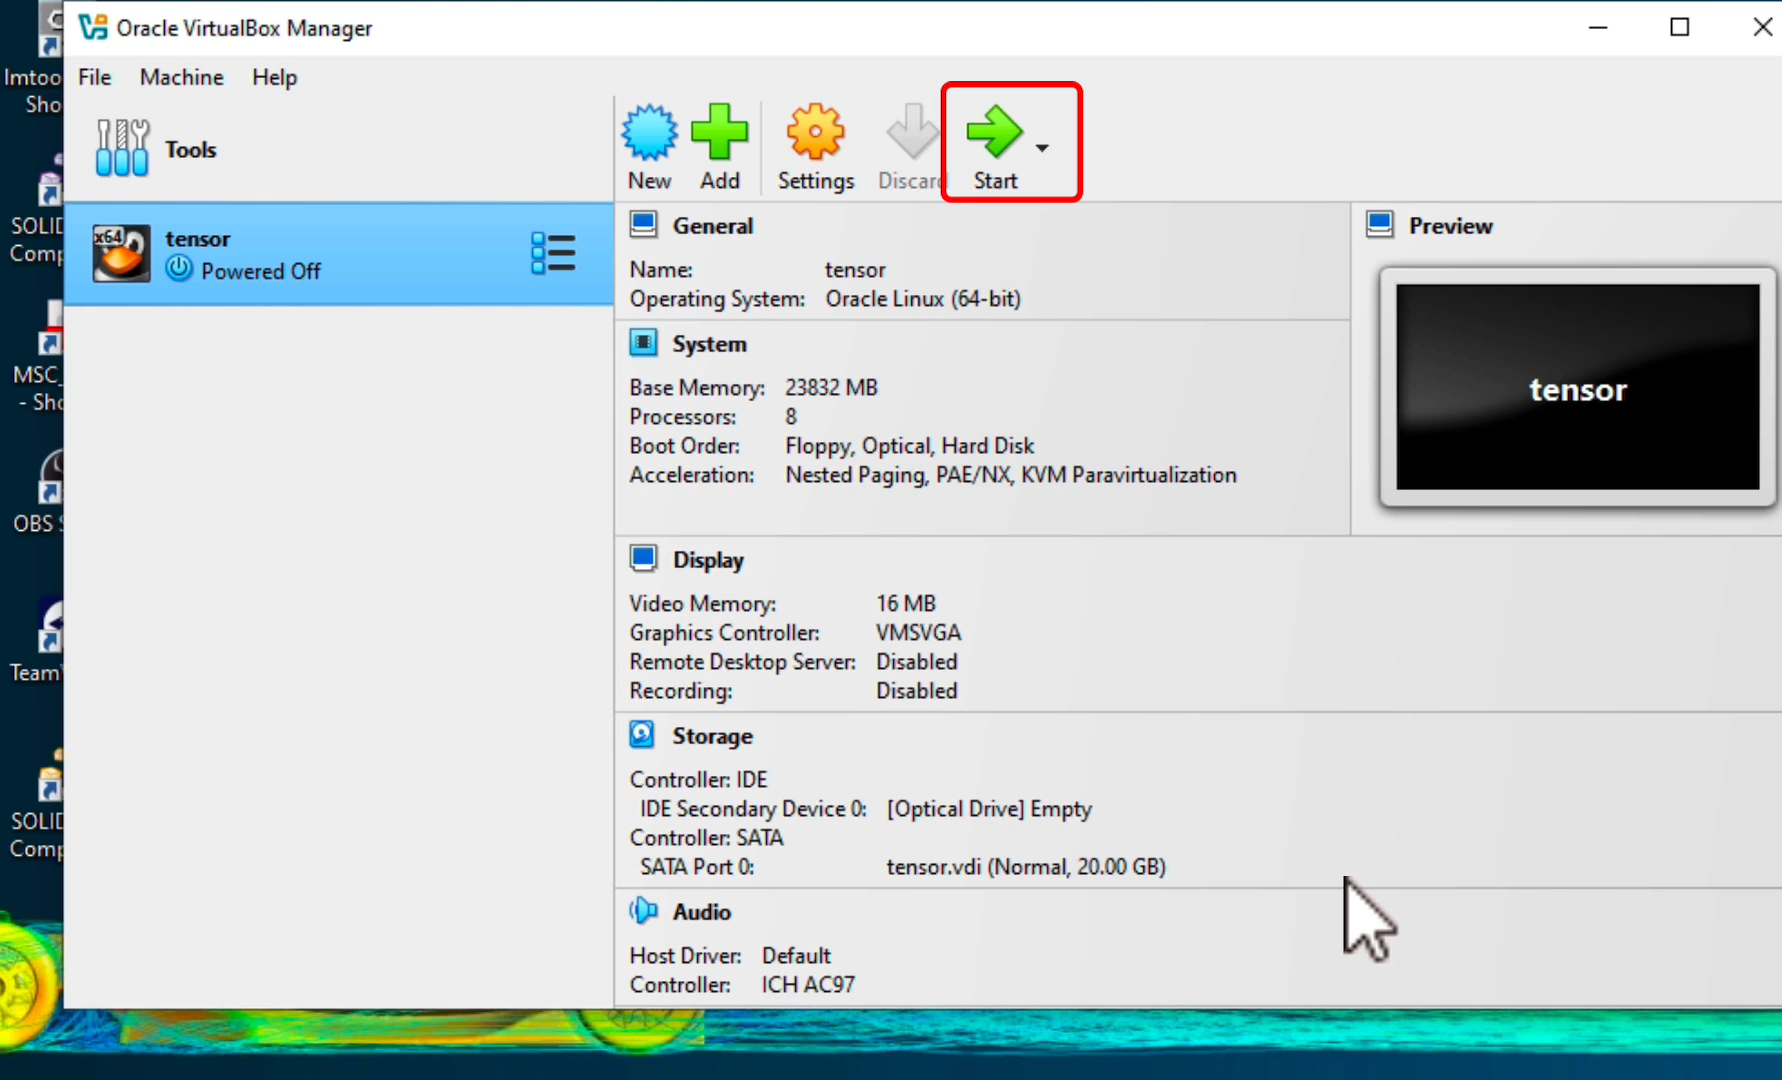 Oracle VirtualBox Manager
File Machine Help
Tools
New Add Settings Discard Start
x64 tensor
Powered Off
General
Name: tensor
Operating System: Oracle Linux (64-bit)
System
Base Memory: 23832 MB
Processors: 8
Boot Order: Floppy, Optical, Hard Disk
Acceleration: Nested Paging, PAE/NX, KVM Paravirtualization
Preview
tensor
Display
Video Memory: 16 MB
Graphics Controller: VMSVGA
Remote Desktop Server: Disabled
Recording: Disabled
Storage
Controller: IDE
IDE Secondary Device 0: [Optical Drive] Empty
Controller: SATA
SATA Port 0: tensor.vdi (Normal, 20.00 GB)
Audio
Host Driver: Default
Controller: ICH AC97
Imtoo
Sho
SOLID
Comp
MSC_
- Sho
OBS S
Team
SOLID
Comp